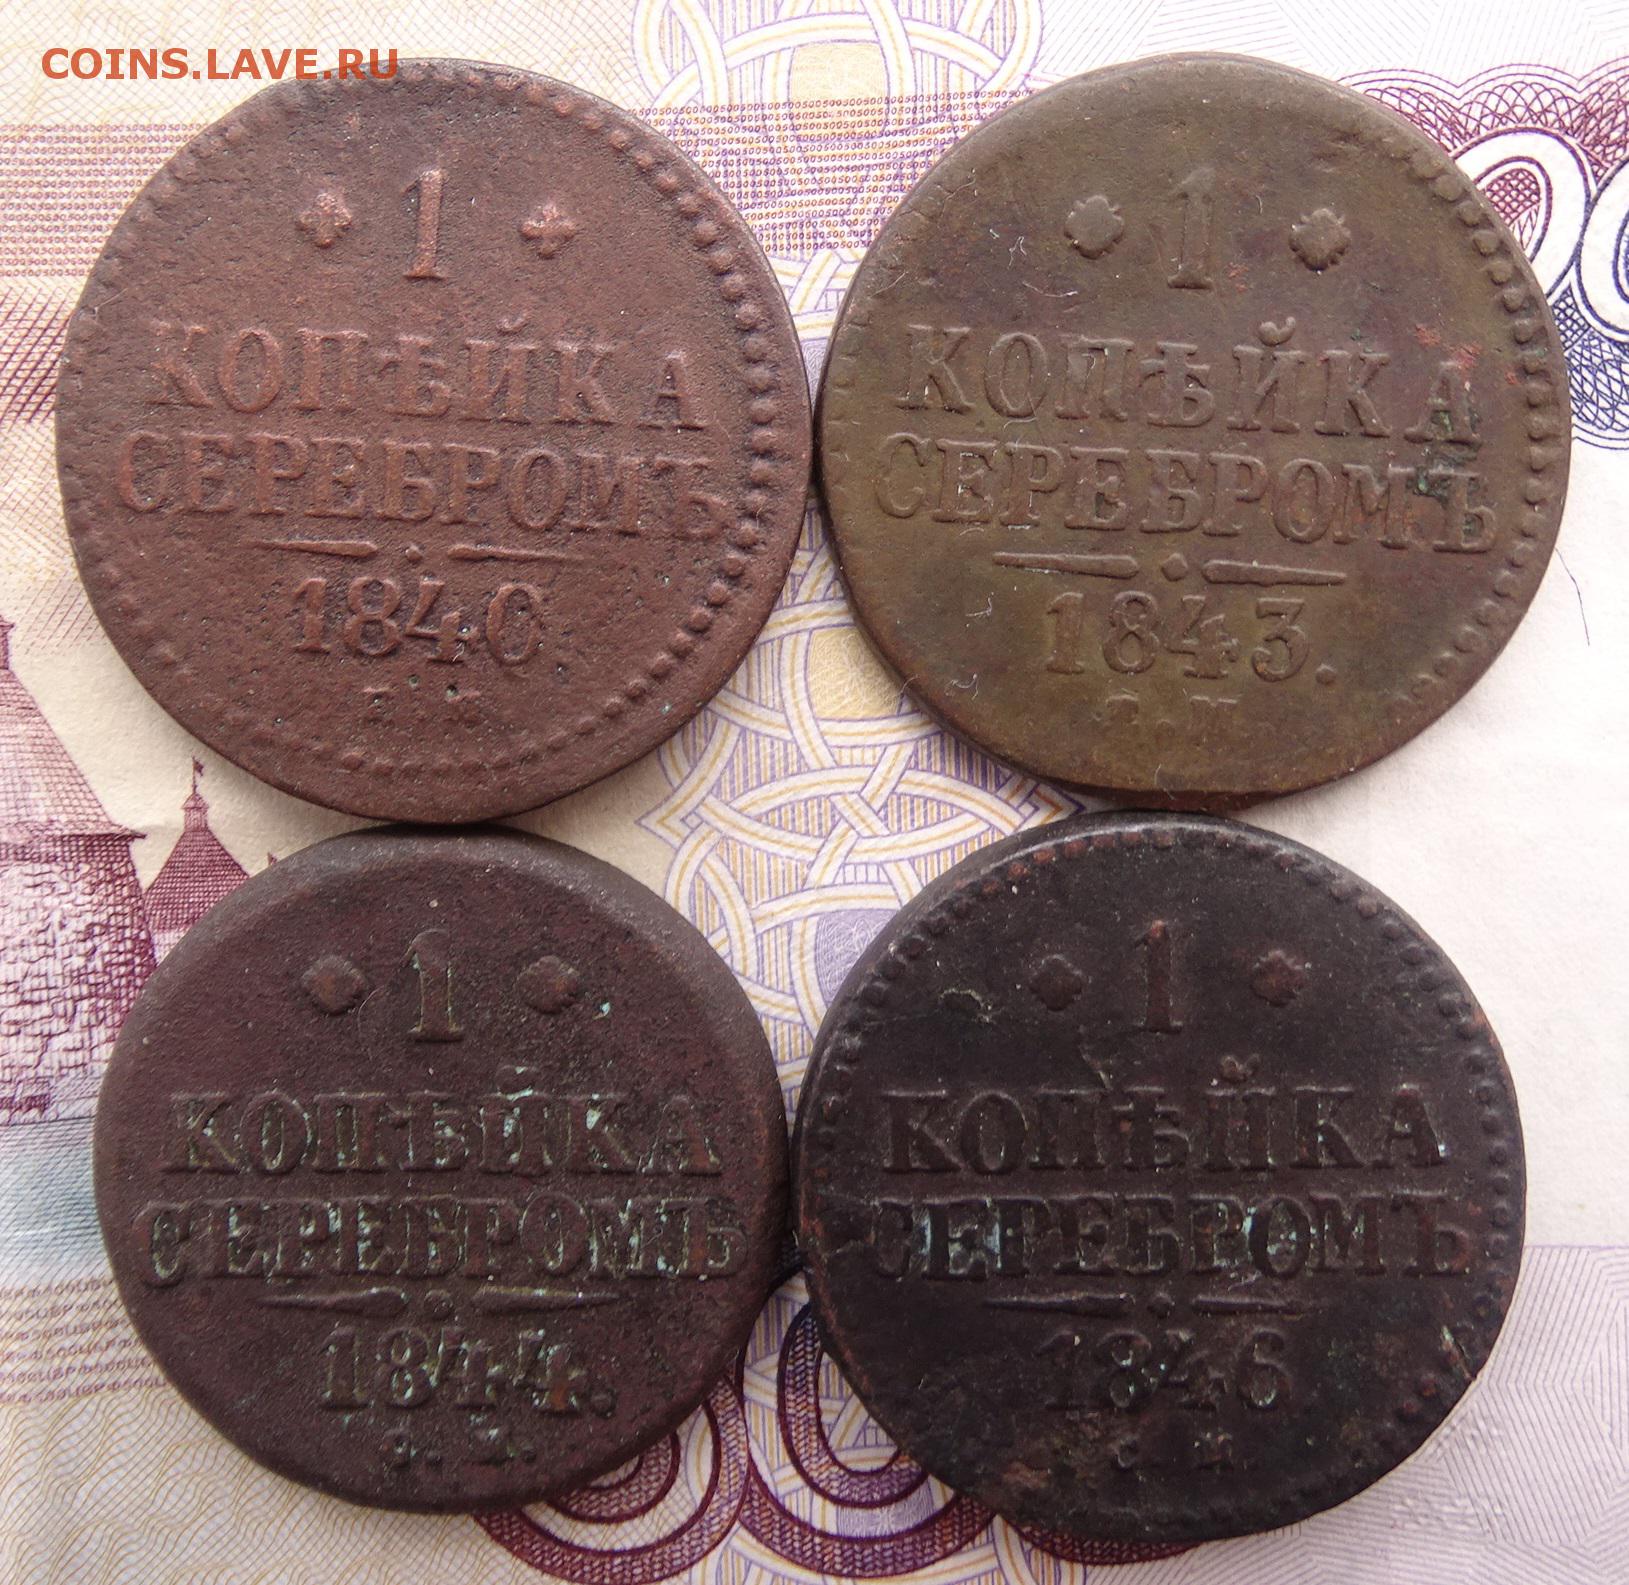 COINS.LAVE.RU
1
КОПѢЙКА
СЕРЕБРОМЪ
1840
1
КОПѢЙКА
СЕРЕБРОМЪ
1843.
1
КОПѢЙКА
СЕРЕБРОМЪ
1844.
1
КОПѢЙКА
СЕРЕБРОМЪ
1846